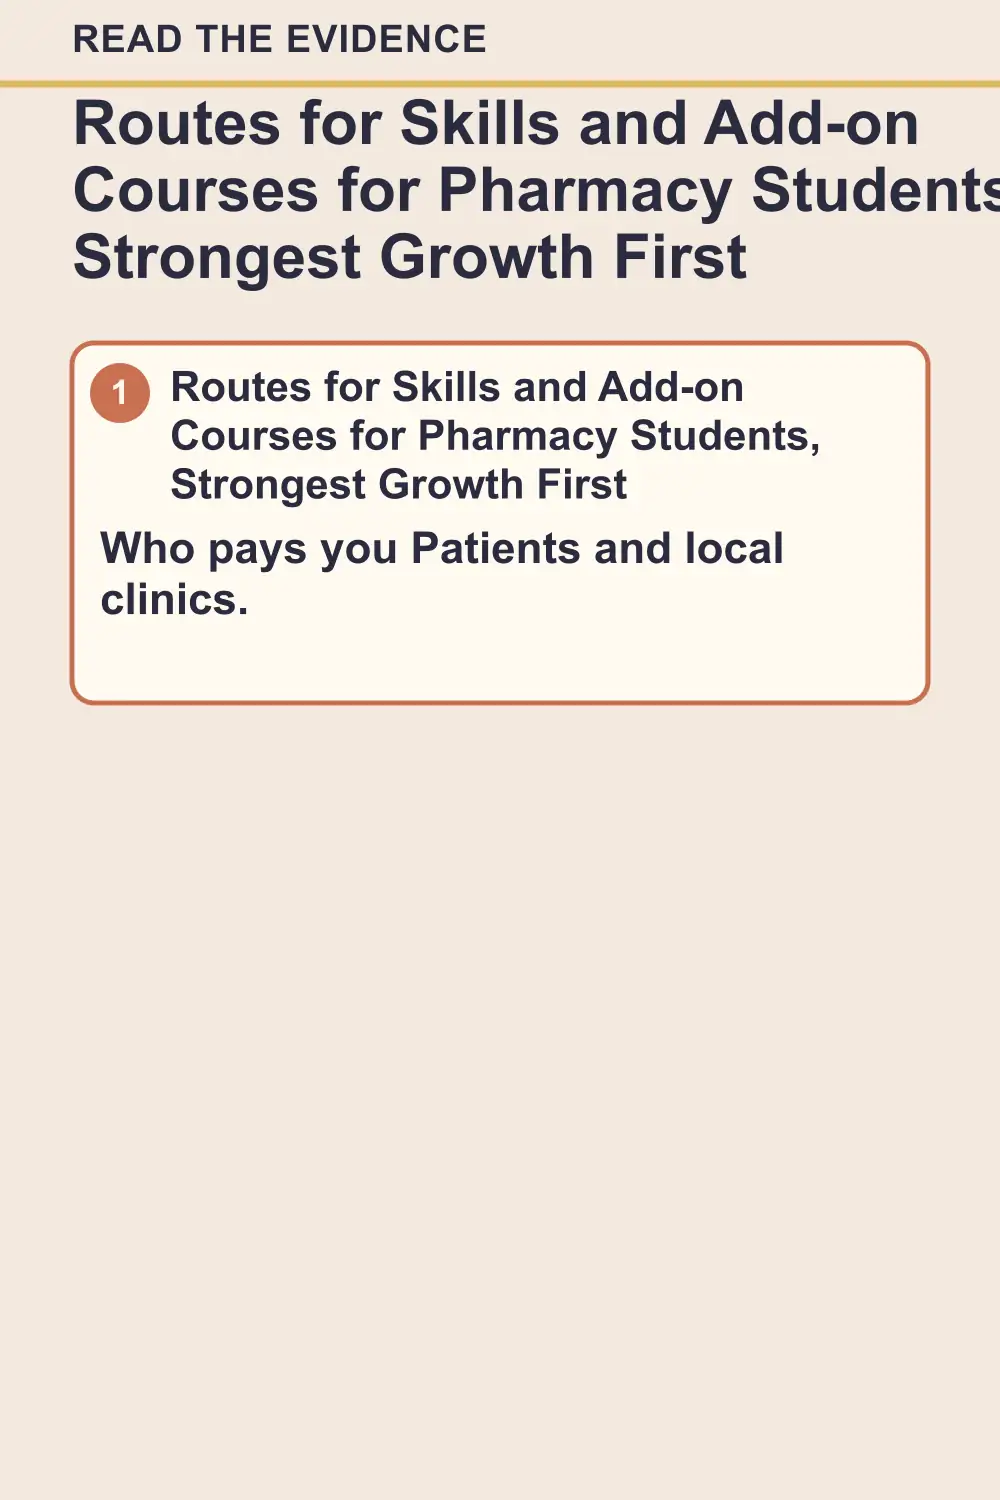 READ THE EVIDENCE
Routes for Skills and Add-on
Courses for Pharmacy Students
Strongest Growth First
1
Routes for Skills and Add-on
Courses for Pharmacy Students,
Strongest Growth First
Who pays you Patients and local
clinics.